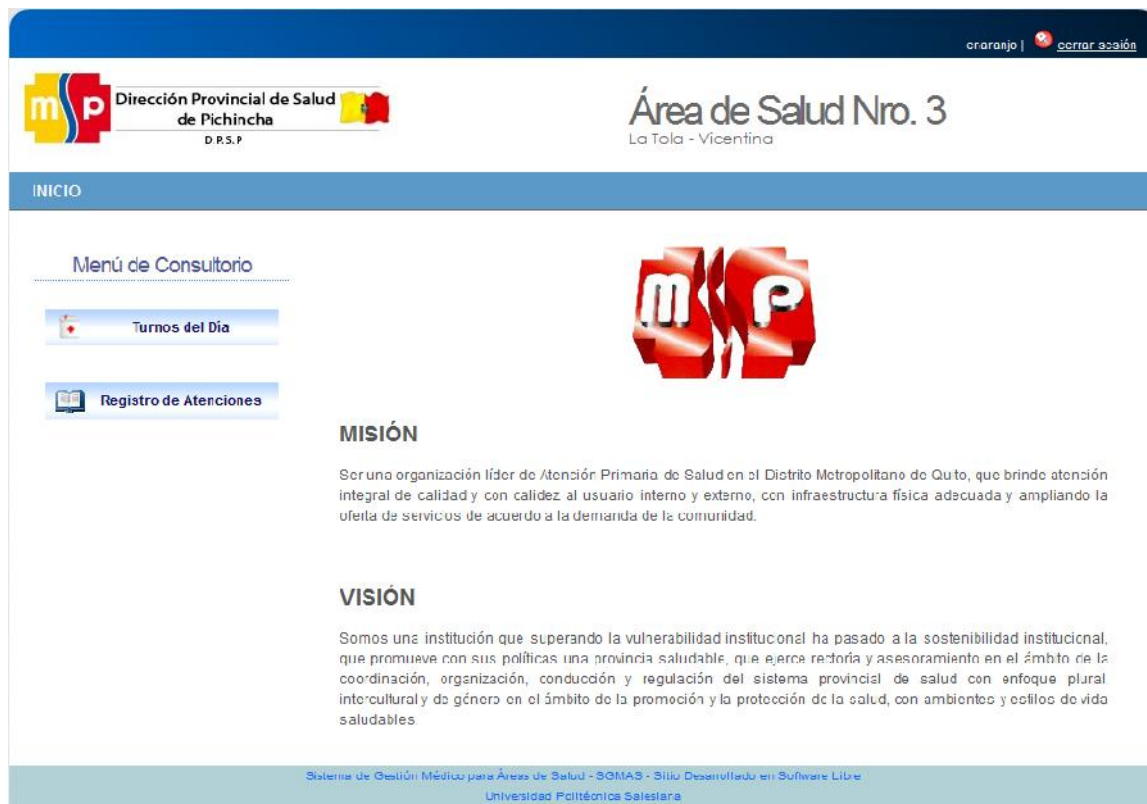 cnaranjo | cerrar sesión
msp
Dirección Provincial de Salud
de Pichincha
D.P.S.P
Área de Salud Nro. 3
La Tola - Vicentina
INICIO
Menú de Consultorio
Turnos del Día
Registro de Atenciones
msp
MISIÓN
Ser una organización líder de Atención Primaria de Salud en el Distrito Metropolitano de Quito, que brinde atención
integral de calidad y con calidez al usuario interno y externo, con infraestructura física adecuada y ampliando la
oferta de servicios de acuerdo a la demanda de la comunidad.
VISIÓN
Somos una institución que superando la vulnerabilidad institucional ha pasado a la sostenibilidad institucional,
que promueve con sus políticas una provincia saludable, que ejerce rectoría y asesoramiento en el ámbito de la
coordinación, organización, conducción y regulación del sistema provincial de salud con enfoque plural
intercultural y de género en el ámbito de la promoción y la protección de la salud, con ambientes y estilos de vida
saludables.
Sistema de Gestión Médico para Áreas de Salud - SGMAS - Sitio Desarrollado en Software Libre
Universidad Politécnica Salesiana